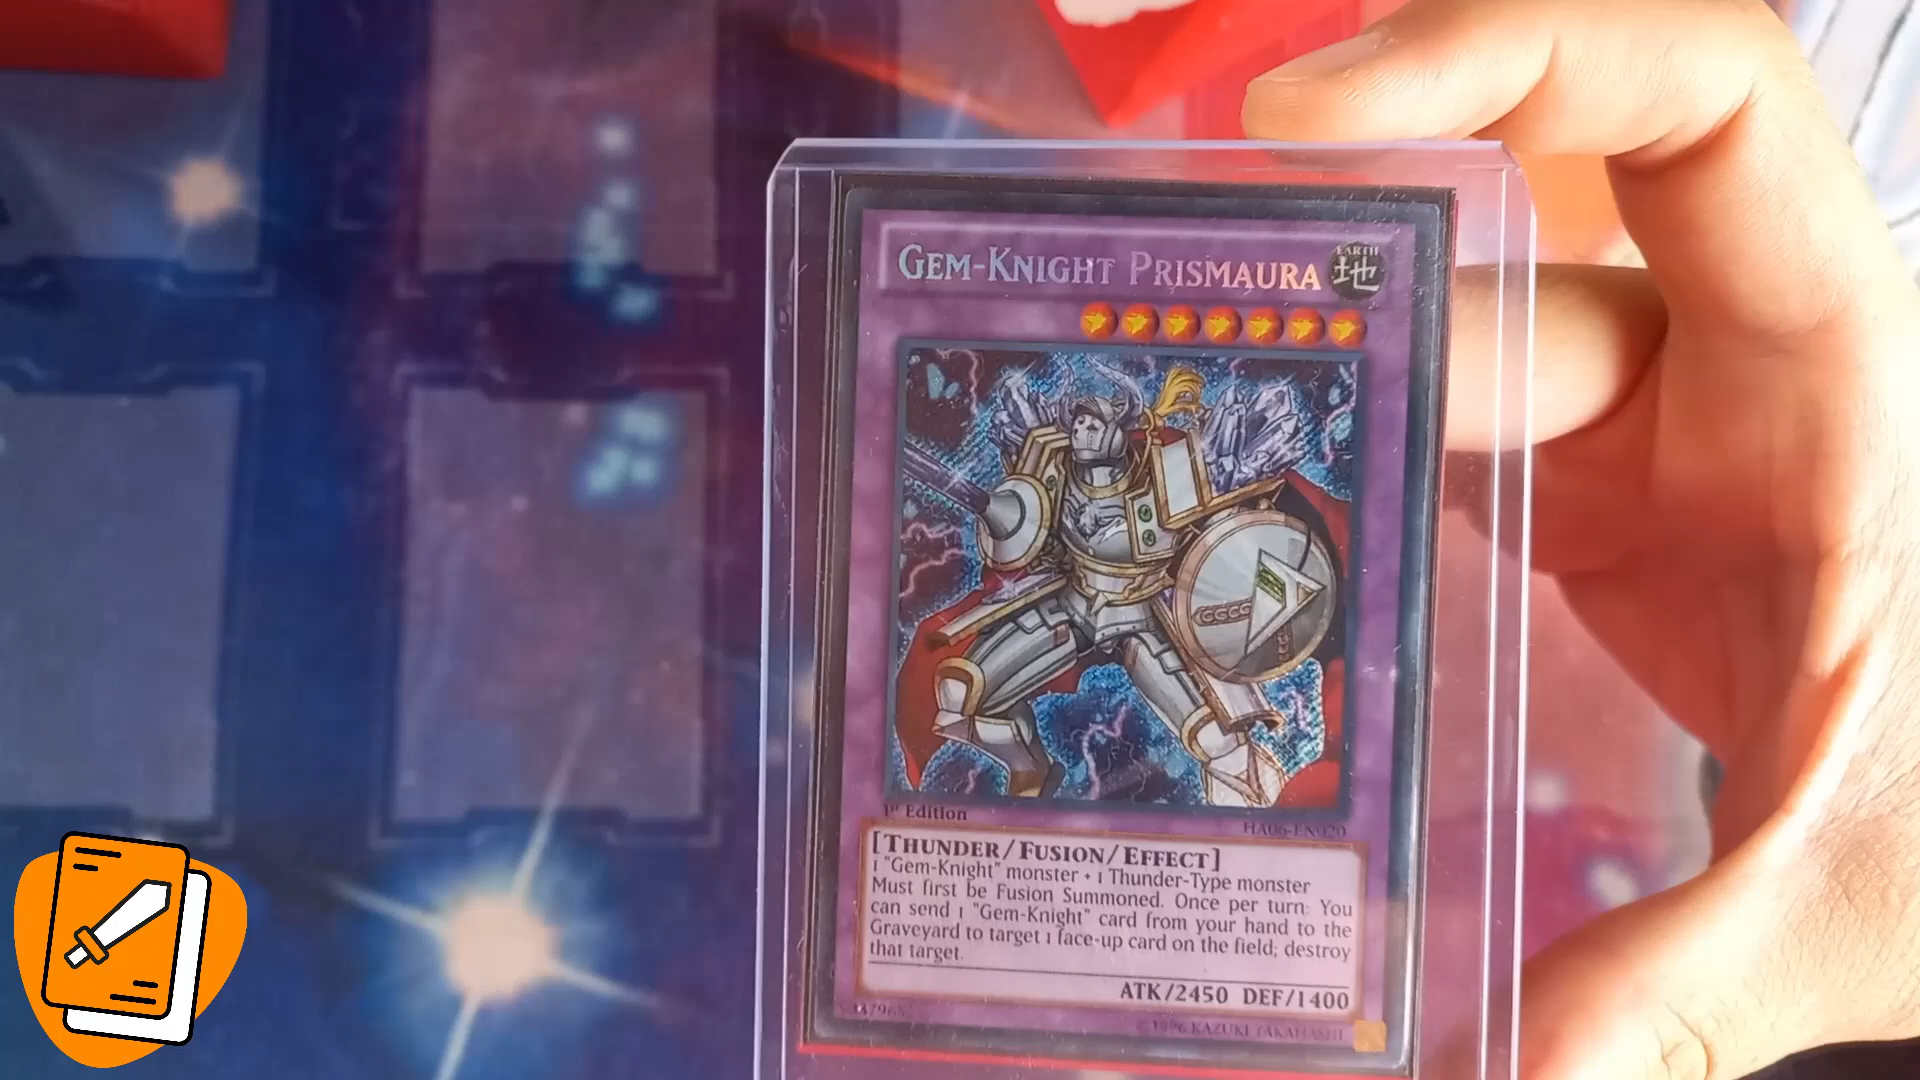 GEM-KNIGHT PRISMAURA
EARTH
地
1st Edition
HA06-EN020
[THUNDER/FUSION/EFFECT]
1 "Gem-Knight" monster + 1 Thunder-Type monster
Must first be Fusion Summoned. Once per turn: You
can send 1 "Gem-Knight" card from your hand to the
Graveyard to target 1 face-up card on the field; destroy
that target.
ATK/2450 DEF/1400
© 1996 KAZUKI TAKAHASHI